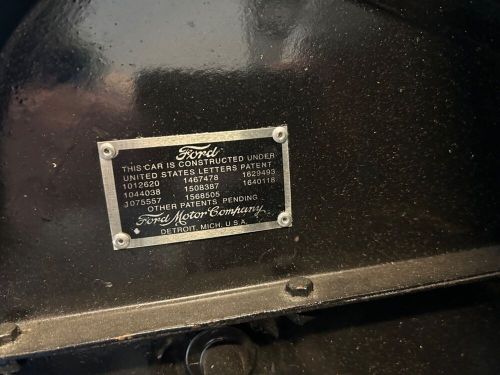 Ford
THIS CAR IS CONSTRUCTED UNDER
UNITED STATES LETTERS PATENT
1012620 1467478 1629493
1044038 1508387 1640118
1075557 1568505
OTHER PATENTS PENDING
Ford Motor Company
DETROIT, MICH. U.S.A.